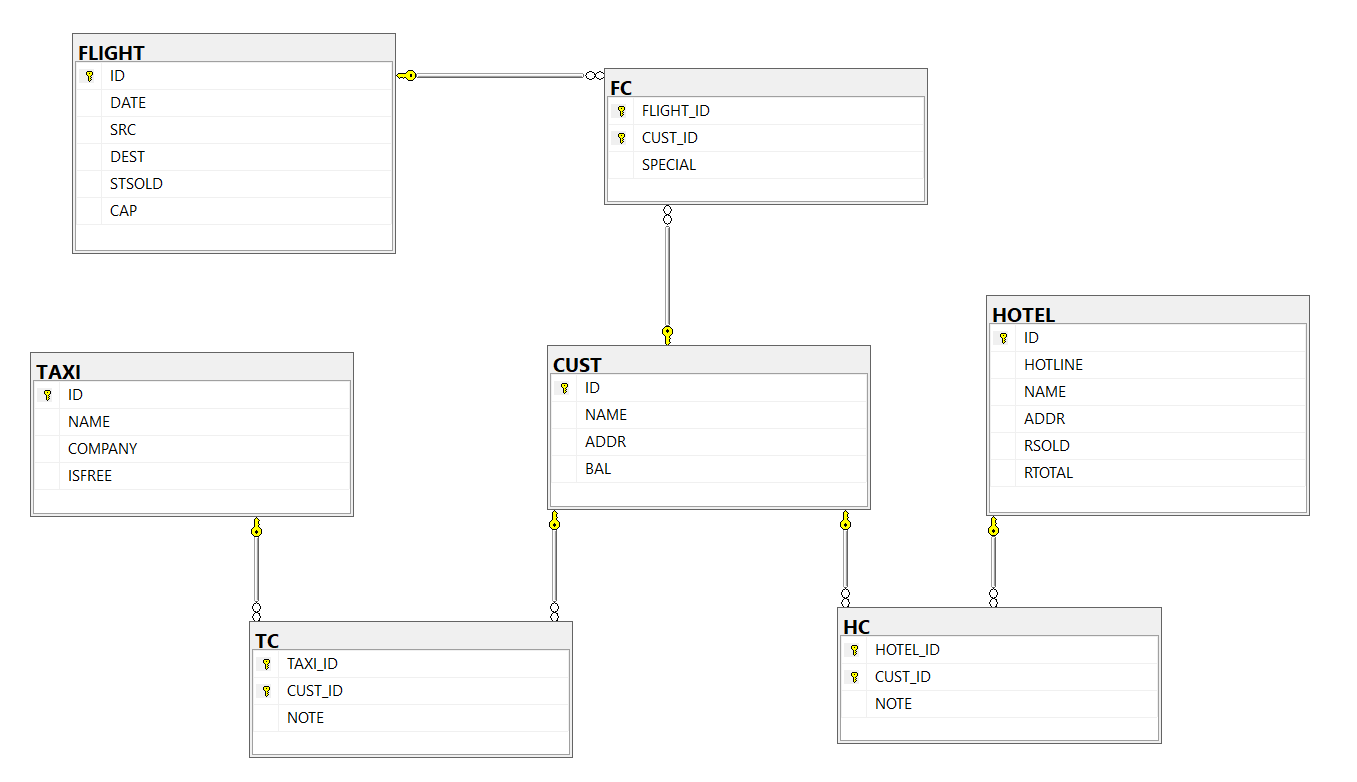 FLIGHT
ID
DATE
SRC
DEST
STSOLD
CAP
FC
FLIGHT_ID
CUST_ID
SPECIAL
TAXI
ID
NAME
COMPANY
ISFREE
CUST
ID
NAME
ADDR
BAL
HOTEL
ID
HOTLINE
NAME
ADDR
RSOLD
RTOTAL
TC
TAXI_ID
CUST_ID
NOTE
HC
HOTEL_ID
CUST_ID
NOTE